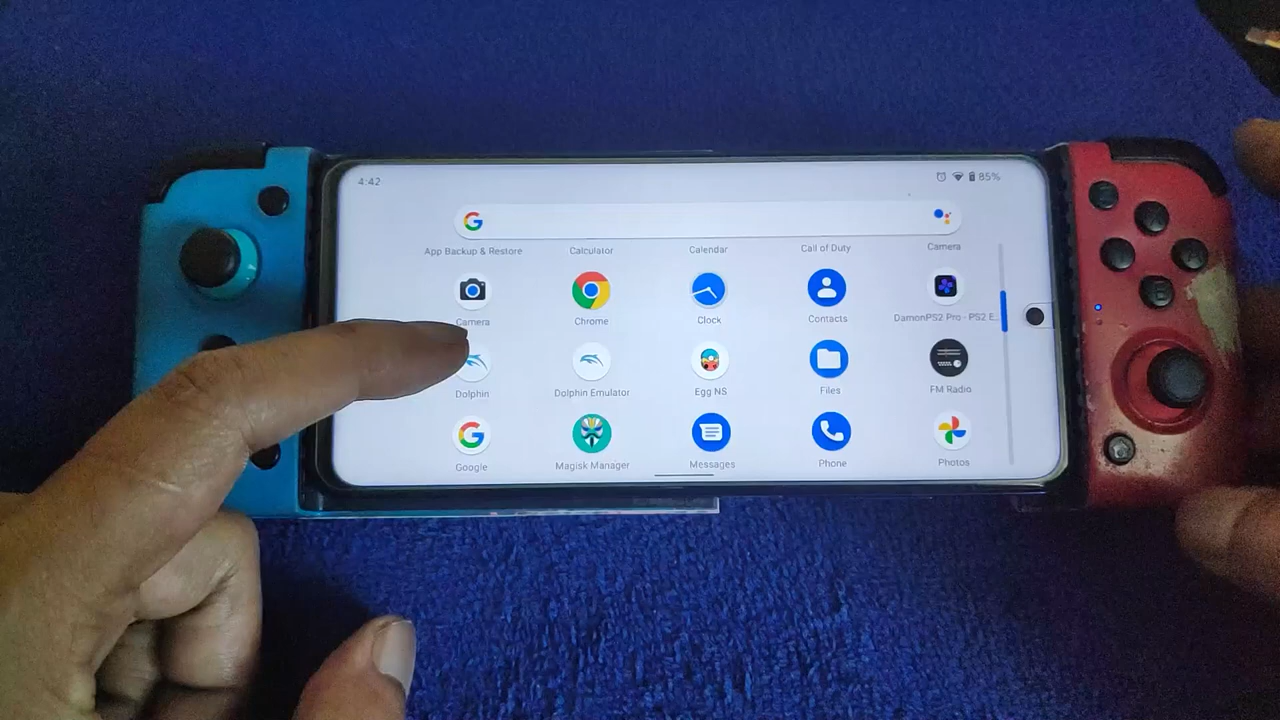 4:42
85%
App Backup & Restore
Calculator
Calendar
Call of Duty
Camera
Camera
Chrome
Clock
Contacts
DamonPS2 Pro - PS2 E..
Dolphin
Dolphin Emulator
Egg NS
Files
FM Radio
Google
Magisk Manager
Messages
Phone
Photos